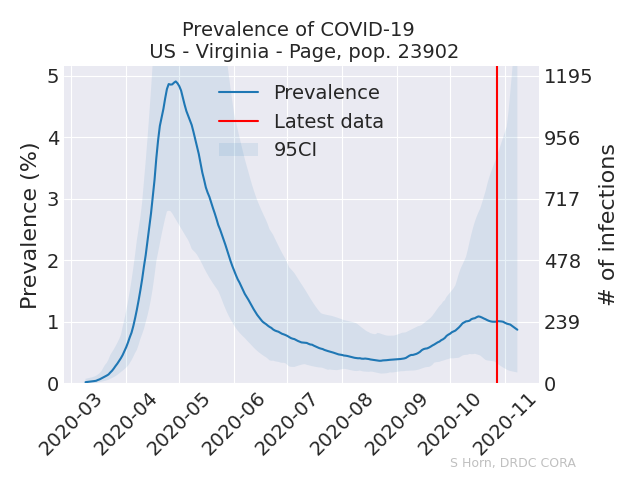 Prevalence of COVID-19
US - Virginia - Page, pop. 23902
Prevalence
Latest data
95CI
Prevalence (%)
5
4
3
2
1
0
1195
956
717
478
239
0
# of infections
2020-03
2020-04
2020-05
2020-06
2020-07
2020-08
2020-09
2020-10
2020-11
S Horn, DRDC CORA